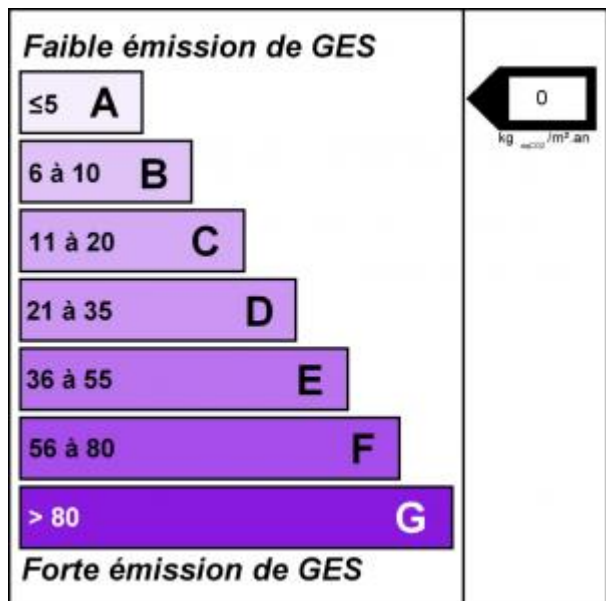 Faible émission de GES
≤5 A
0
kg eqCO2 /m².an
6 à 10 B
11 à 20 C
21 à 35 D
36 à 55 E
56 à 80 F
> 80 G
Forte émission de GES